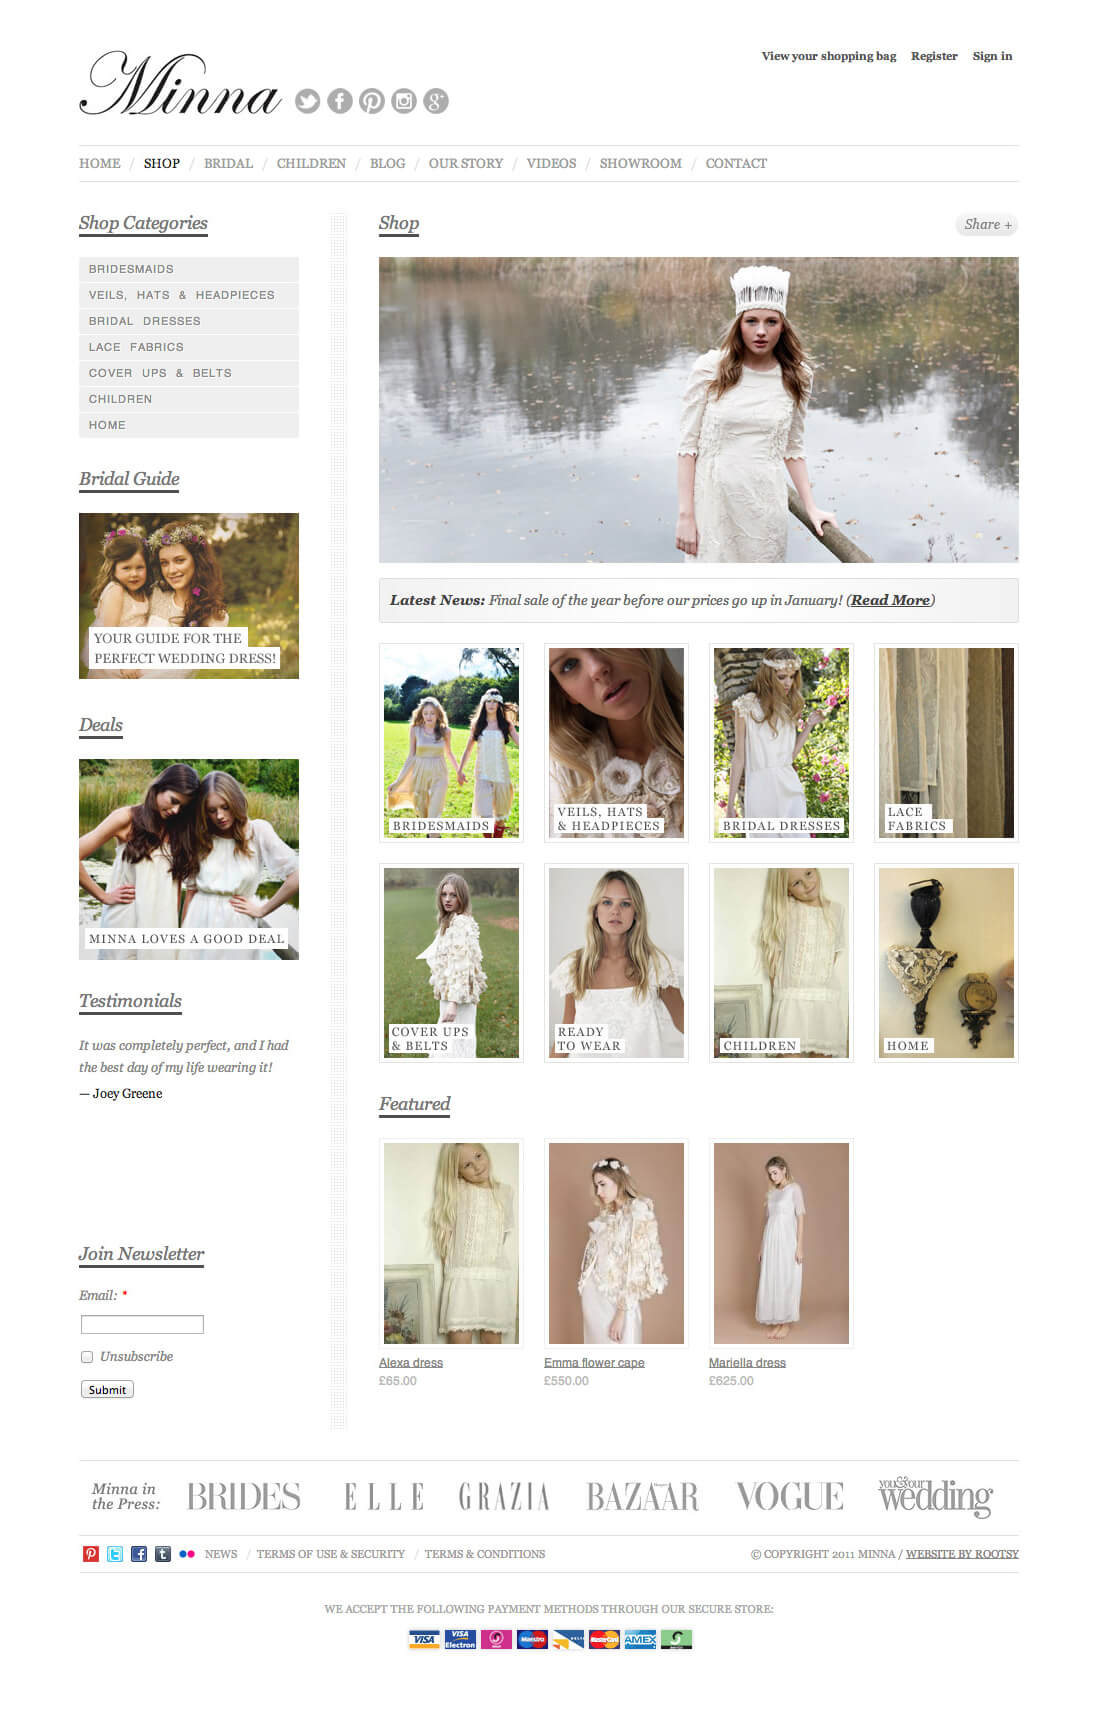 View your shopping bag Register Sign in
Minna
HOME / SHOP / BRIDAL / CHILDREN / BLOG / OUR STORY / VIDEOS / SHOWROOM / CONTACT
Shop Categories
BRIDESMAIDS
VEILS, HATS & HEADPIECES
BRIDAL DRESSES
LACE FABRICS
COVER UPS & BELTS
CHILDREN
HOME
Bridal Guide
YOUR GUIDE FOR THE
PERFECT WEDDING DRESS!
Deals
MINNA LOVES A GOOD DEAL
Testimonials
It was completely perfect, and I had
the best day of my life wearing it!
— Joey Greene
Join Newsletter
Email: *
Unsubscribe
Submit
Shop
Share +
Latest News: Final sale of the year before our prices go up in January! (Read More)
BRIDESMAIDS
VEILS, HATS
& HEADPIECES
BRIDAL DRESSES
LACE
FABRICS
COVER UPS
& BELTS
READY
TO WEAR
CHILDREN
HOME
Featured
Alexa dress
£65.00
Emma flower cape
£550.00
Mariella dress
£625.00
Minna in
the Press:
BRIDES
ELLE
GRAZIA
BAZAAR
VOGUE
you&your
wedding
NEWS / TERMS OF USE & SECURITY / TERMS & CONDITIONS
© COPYRIGHT 2011 MINNA / WEBSITE BY ROOTSY
WE ACCEPT THE FOLLOWING PAYMENT METHODS THROUGH OUR SECURE STORE:
VISA
VISA
Electron
Maestro
MasterCard
AMEX